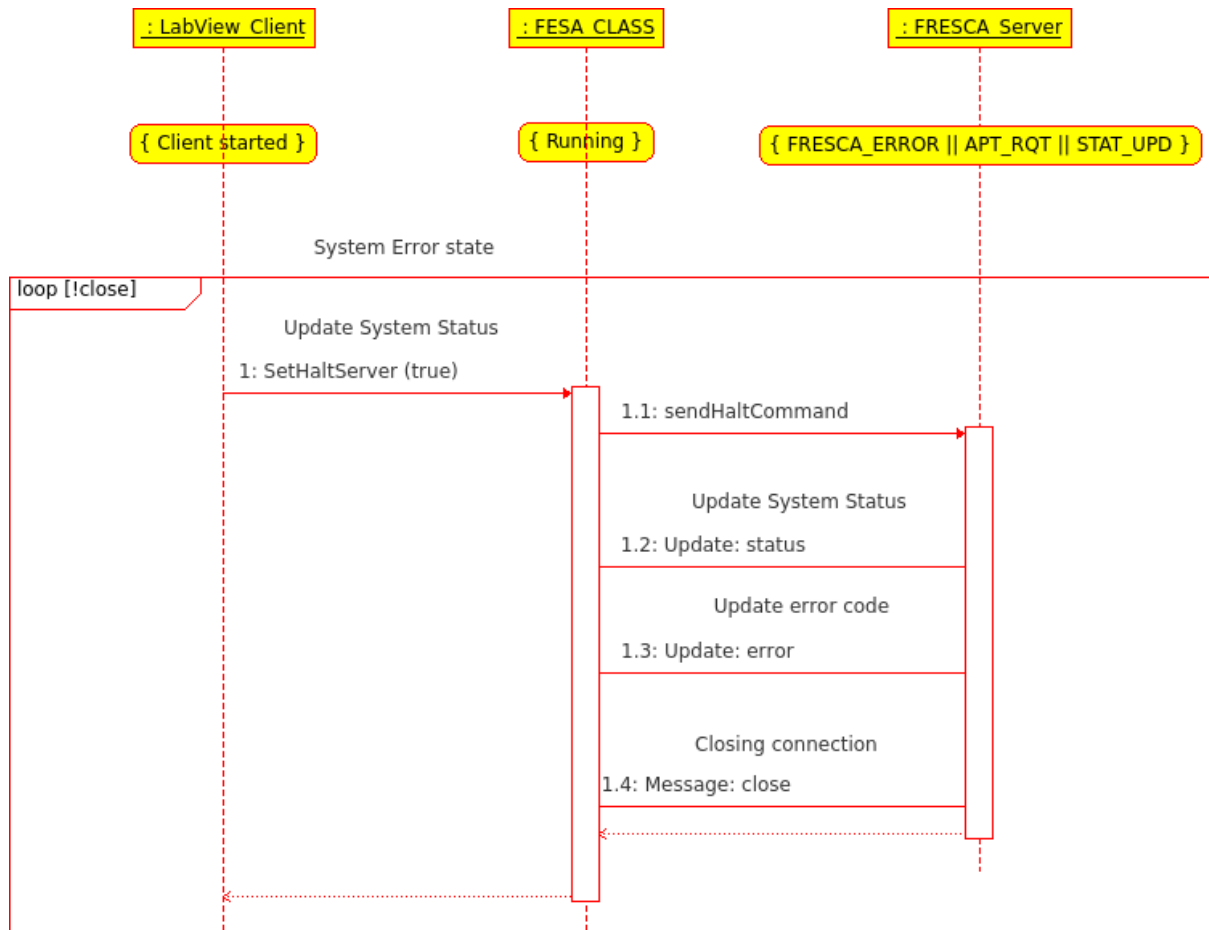 : LabView_Client
: FESA_CLASS
: FRESCA_Server
{ Client started }
{ Running }
{ FRESCA_ERROR || APT_RQT || STAT_UPD }
System Error state
loop [!close]
Update System Status
1: SetHaltServer (true)
1.1: sendHaltCommand
Update System Status
1.2: Update: status
Update error code
1.3: Update: error
Closing connection
1.4: Message: close